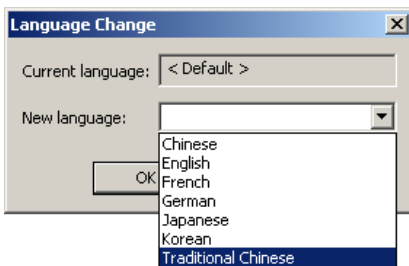 Language Change
Current language: < Default >
New language:
Chinese
English
OK French
German
Japanese
Korean
Traditional Chinese